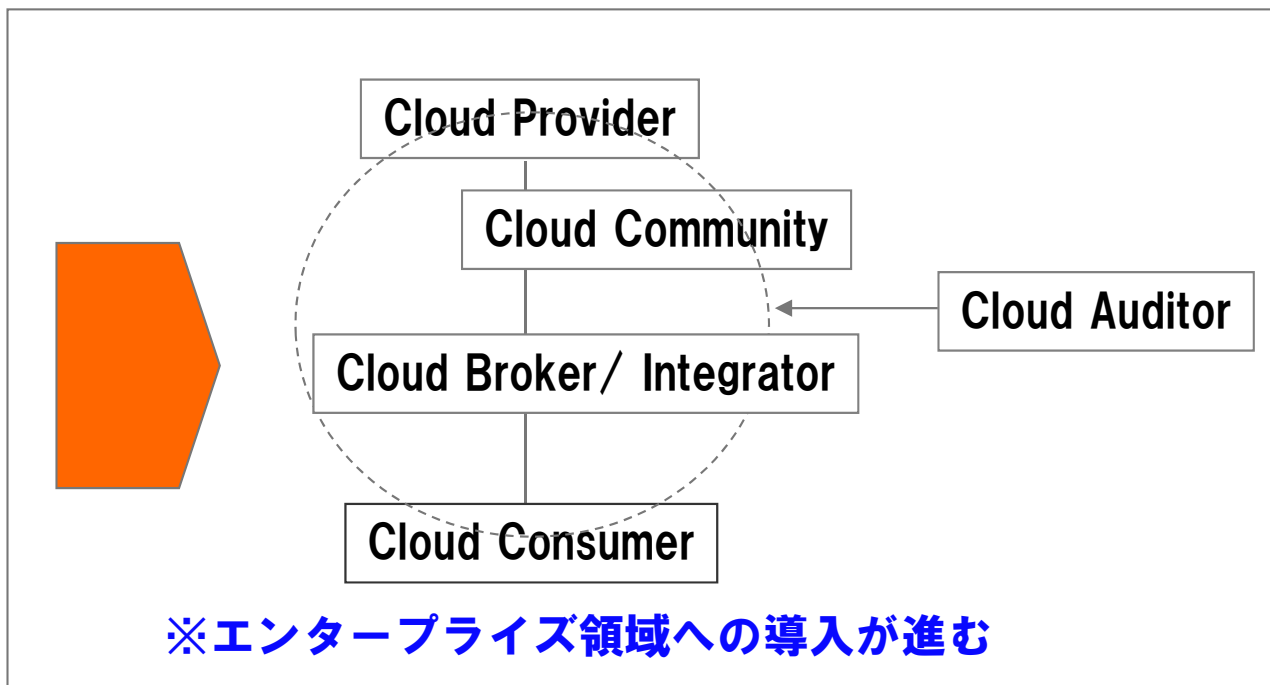 Cloud Provider
Cloud Community
Cloud Auditor
Cloud Broker/ Integrator
Cloud Consumer
※エンタープライズ領域への導入が進む